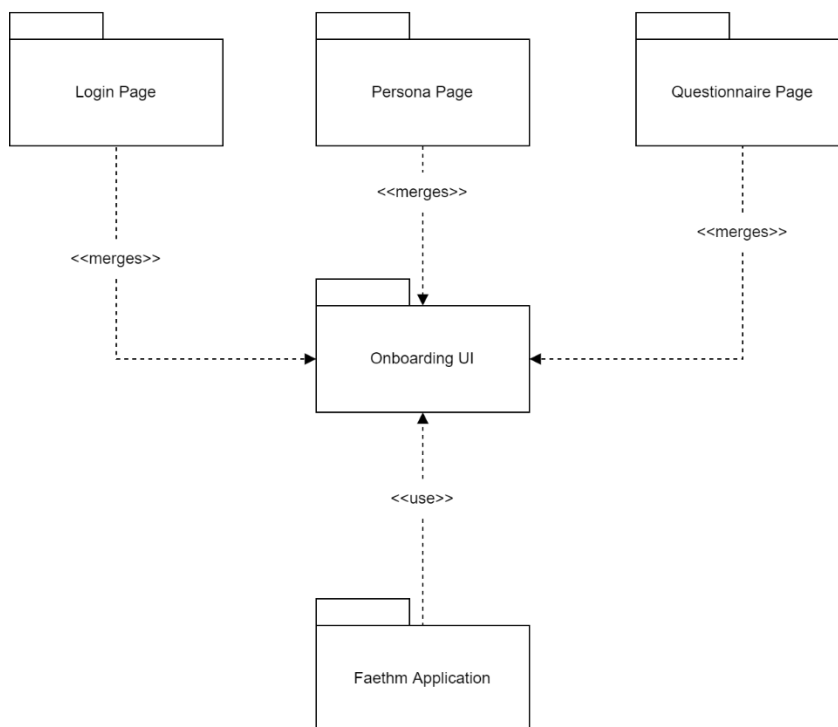 Login Page
Persona Page
Questionnaire Page
<<merges>>
<<merges>>
<<merges>>
Onboarding UI
<<use>>
Faethm Application